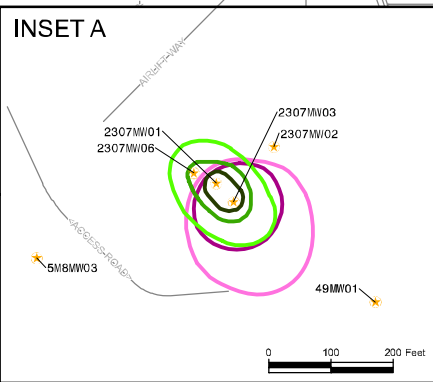 INSET A
AIRLIFT WAY
2307MW03
2307MW01
2307MW02
2307MW06
<ACCESS ROAD>
5M8MW03
49MW01
0 100 200 Feet